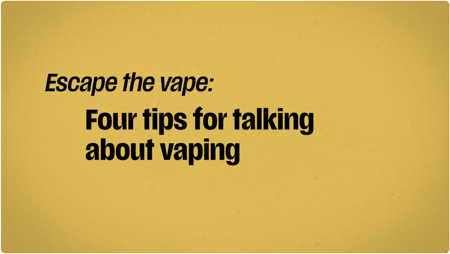 Escape the vape:
Four tips for talking
about vaping